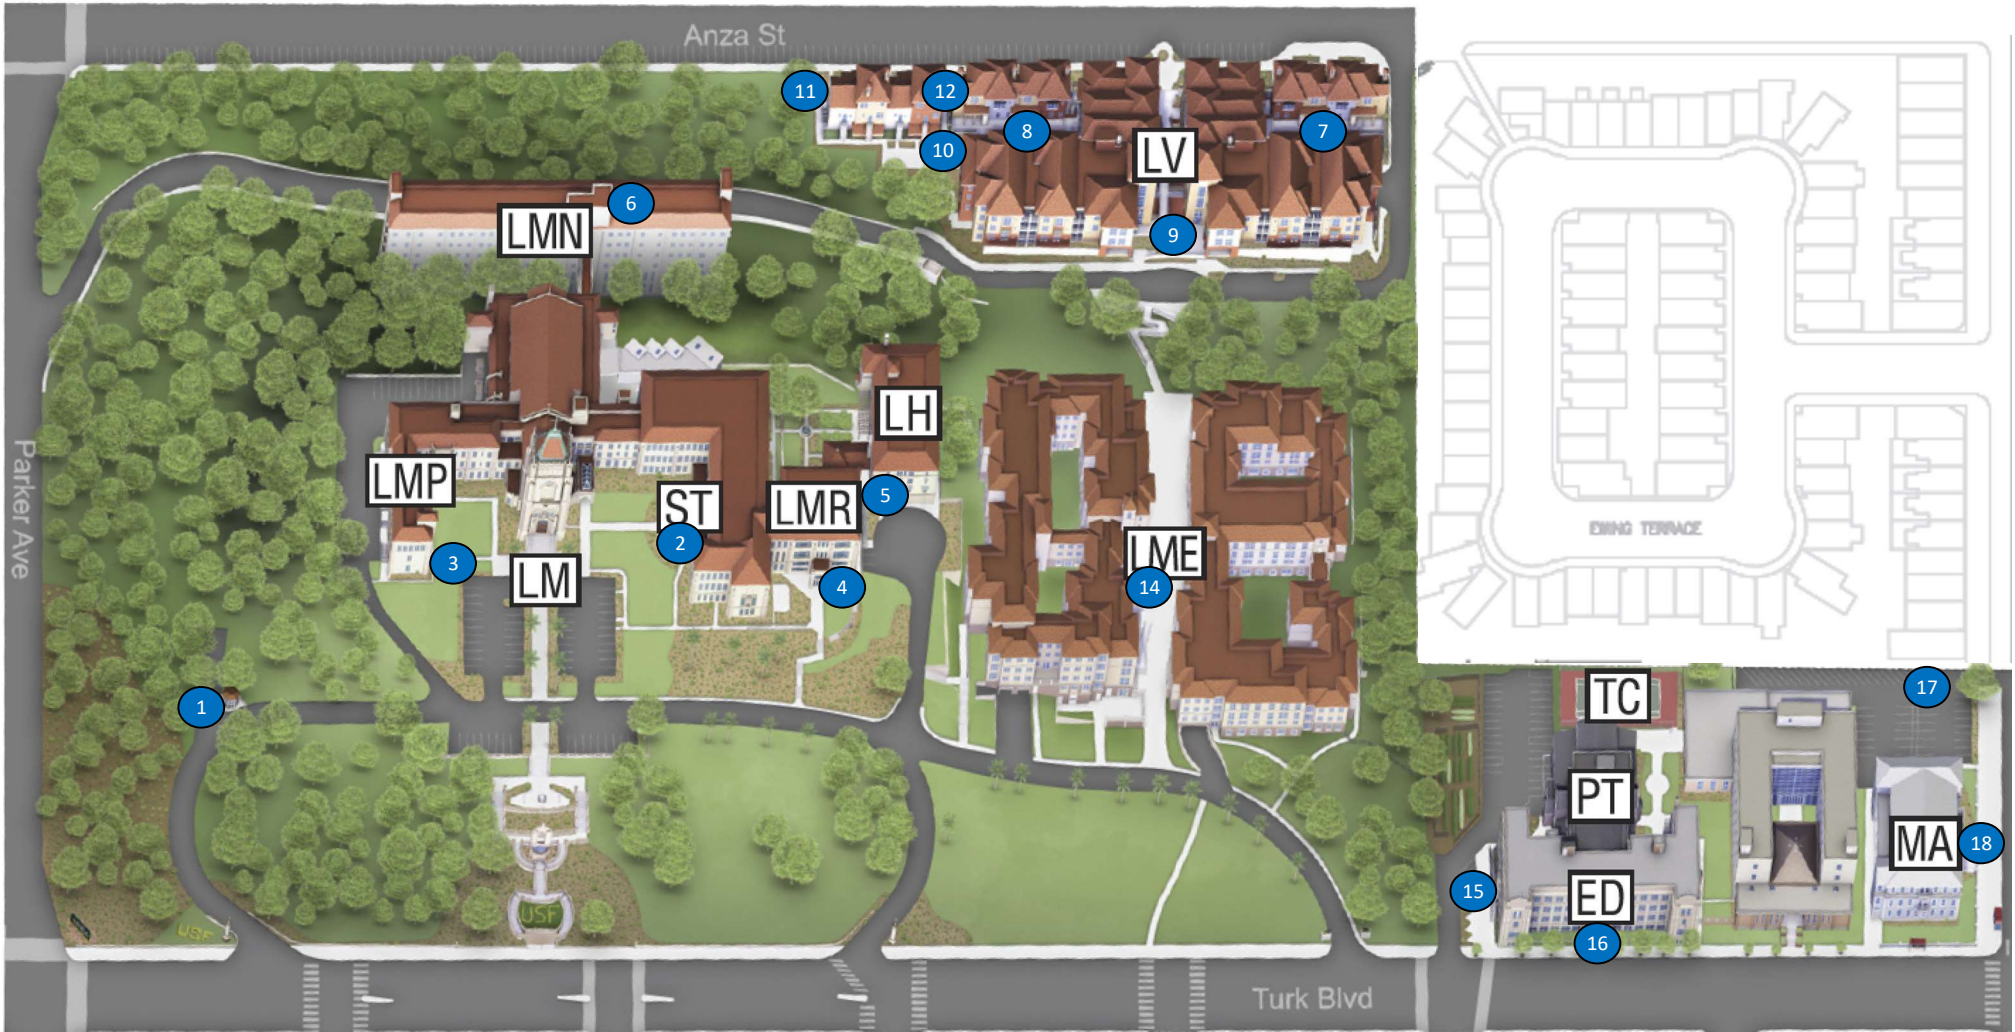 Anza St
11
12
8
7
10
LV
6
LMN
9
LH
LMP
ST
LMR
5
2
EWING TERRACE
Parker Ave
3
LM
4
LME
14
TC
17
1
PT
MA
18
15
ED
16
USF
USF
Turk Blvd